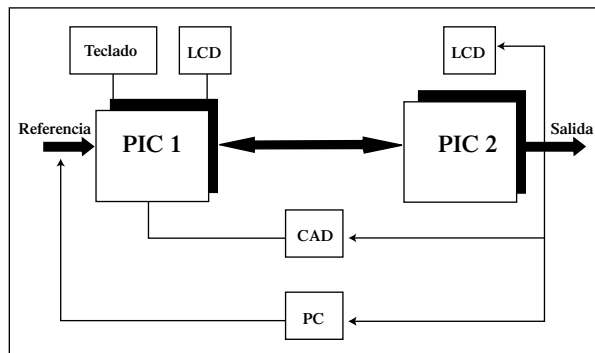 Teclado
LCD
LCD
Referencia
PIC 1
PIC 2
Salida
CAD
PC